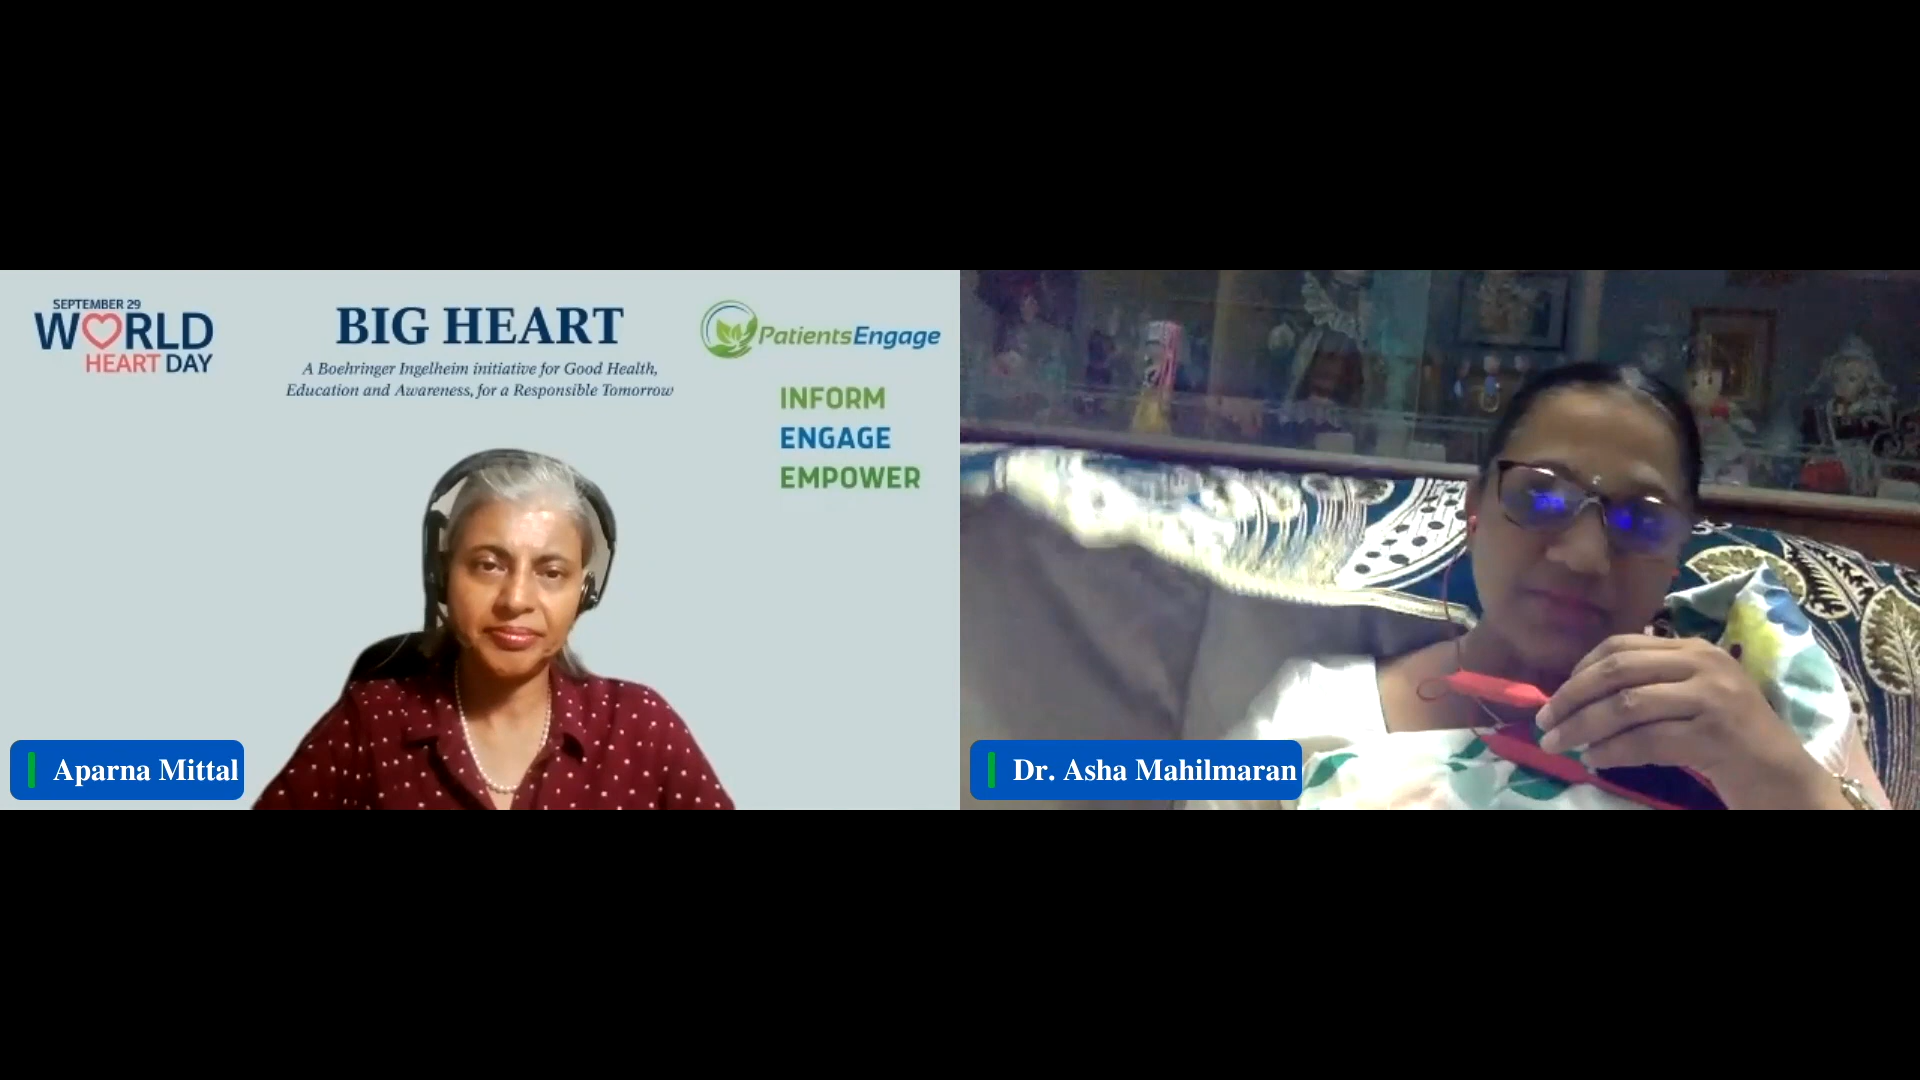 SEPTEMBER 29
WORLD
HEART DAY
BIG HEART
A Boehringer Ingelheim initiative for Good Health,
Education and Awareness, for a Responsible Tomorrow
PatientsEngage
INFORM
ENGAGE
EMPOWER
Aparna Mittal
Dr. Asha Mahilmaran